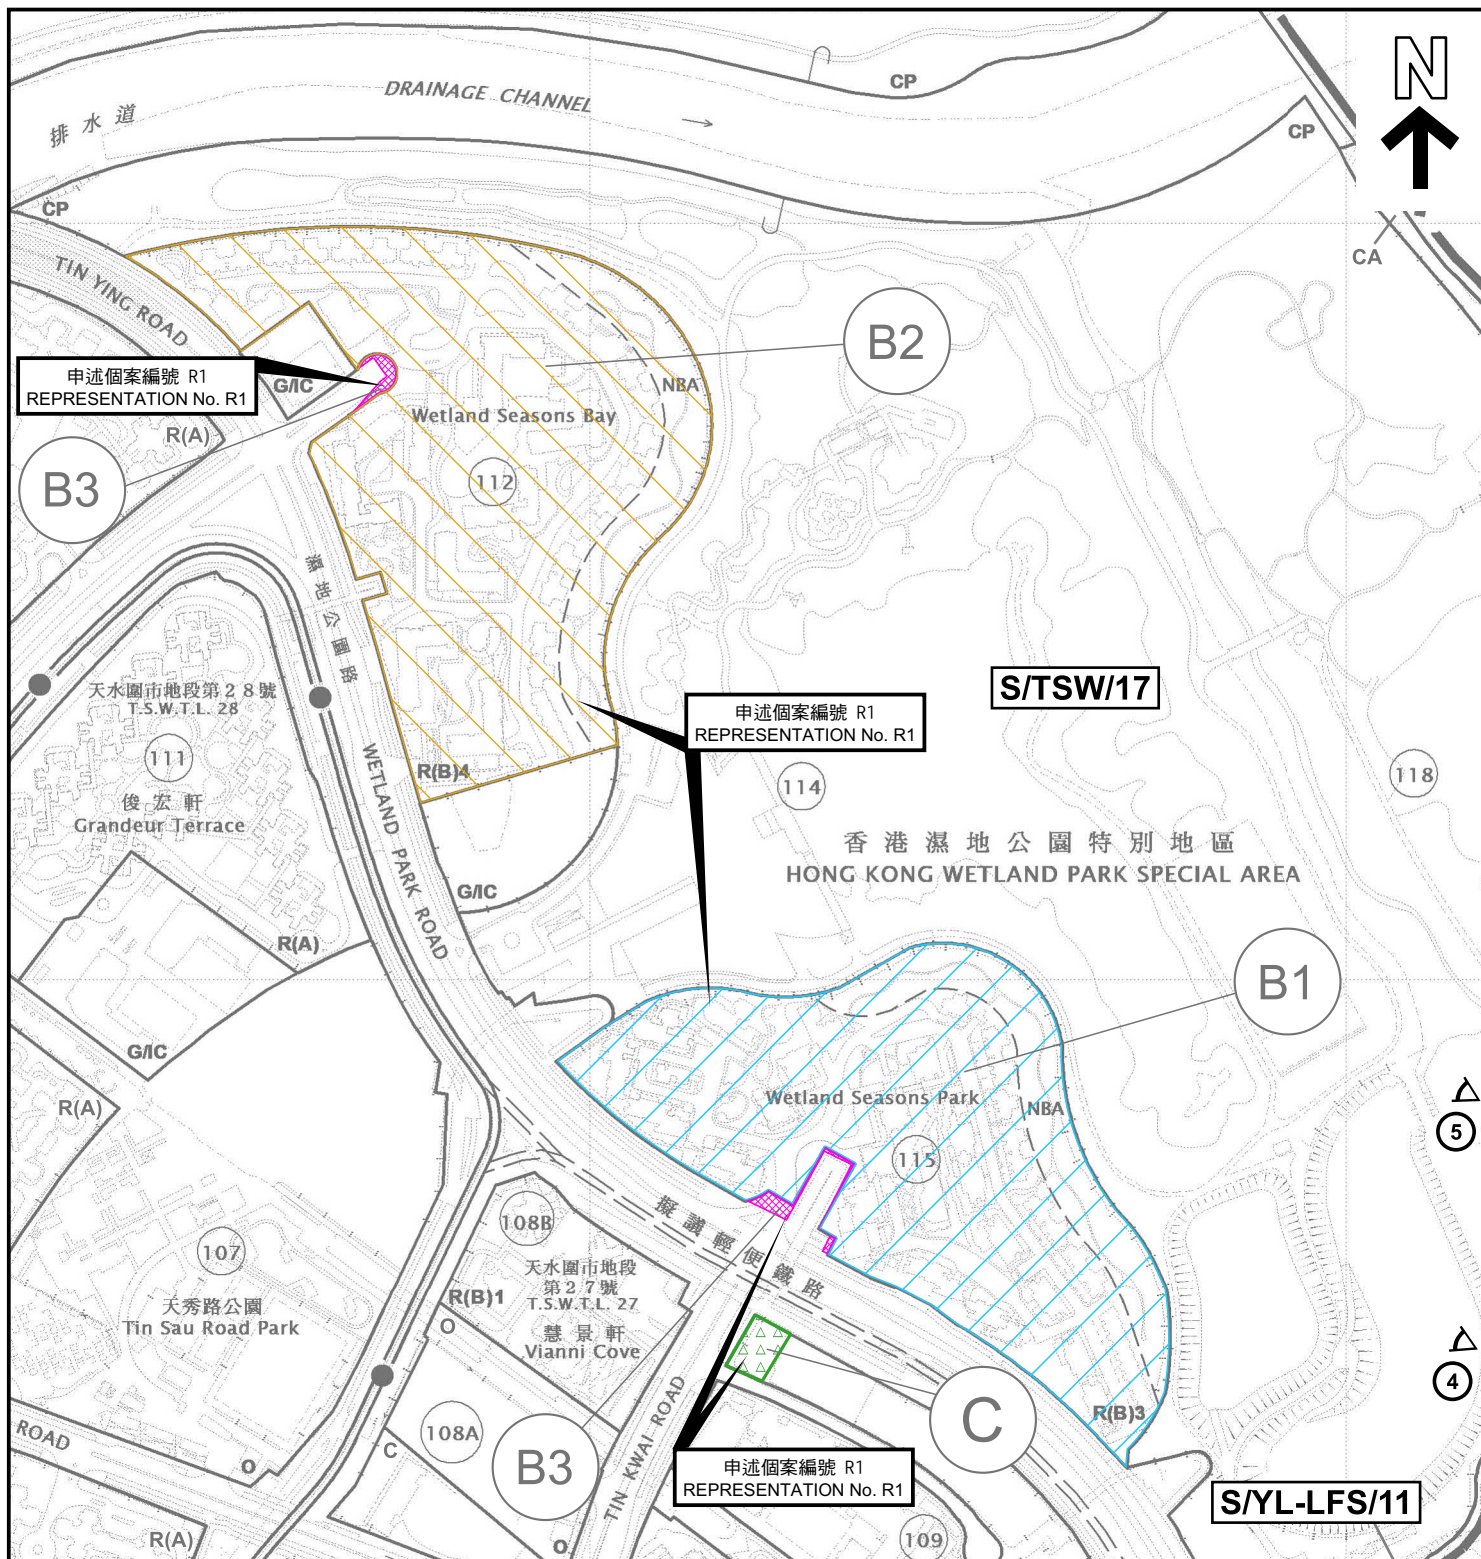 N
DRAINAGE CHANNEL
排水道
CP
CP
CP
CA
TIN YING ROAD
B2
申述個案編號 R1
REPRESENTATION No. R1
G/IC
NBA
Wetland Seasons Bay
R(A)
B3
112
濕地公園路
天水圍市地段第28號
T.S.W.T.L. 28
S/TSW/17
申述個案編號 R1
REPRESENTATION No. R1
111
R(B)4
114
118
俊宏軒
Grandeur Terrace
WETLAND PARK ROAD
香港濕地公園特別地區
HONG KONG WETLAND PARK SPECIAL AREA
G/IC
R(A)
B1
G/IC
R(A)
Wetland Seasons Park
NBA
5
115
擬議輕便鐵路
108B
107
天水圍市地段
第27號
T.S.W.T.L. 27
R(B)1
天秀路公園
Tin Sau Road Park
O
慧景軒
Vianni Cove
4
TIN KWAI ROAD
C
R(B)3
ROAD
108A
C
O
B3
申述個案編號 R1
REPRESENTATION No. R1
S/YL-LFS/11
R(A)
O
109